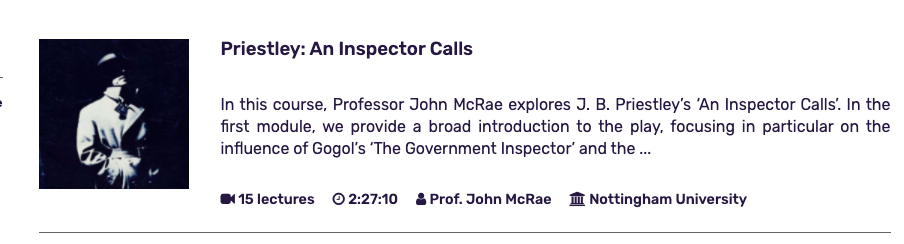 Priestley: An Inspector Calls
In this course, Professor John McRae explores J. B. Priestley's 'An Inspector Calls'. In the
first module, we provide a broad introduction to the play, focusing in particular on the
influence of Gogol's 'The Government Inspector' and the ...
15 lectures 2:27:10 Prof. John McRae Nottingham University